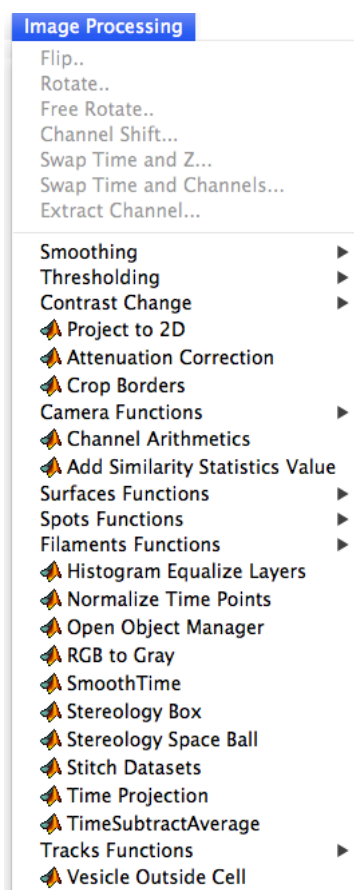 Image Processing
Flip..
Rotate..
Free Rotate..
Channel Shift...
Swap Time and Z...
Swap Time and Channels...
Extract Channel...
Smoothing
Thresholding
Contrast Change
Project to 2D
Attenuation Correction
Crop Borders
Camera Functions
Channel Arithmetics
Add Similarity Statistics Value
Surfaces Functions
Spots Functions
Filaments Functions
Histogram Equalize Layers
Normalize Time Points
Open Object Manager
RGB to Gray
SmoothTime
Stereology Box
Stereology Space Ball
Stitch Datasets
Time Projection
TimeSubtractAverage
Tracks Functions
Vesicle Outside Cell